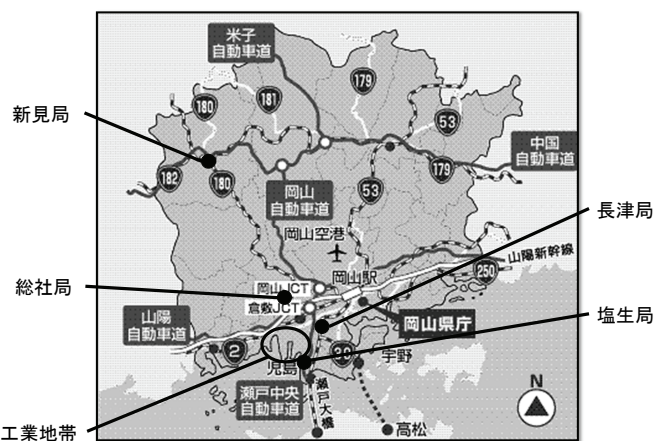 米子
自動車道
179
180
181
53
新見局
中国
自動車道
182
180
岡山
自動車道
53
179
長津局
岡山空港
山陽新幹線
総社局
岡山JCT
岡山駅
250
倉敷JCT
山陽
自動車道
岡山県庁
塩生局
2
30
児島
宇野
瀬戸中央
自動車道
瀬戸大橋
N
工業地帯
高松